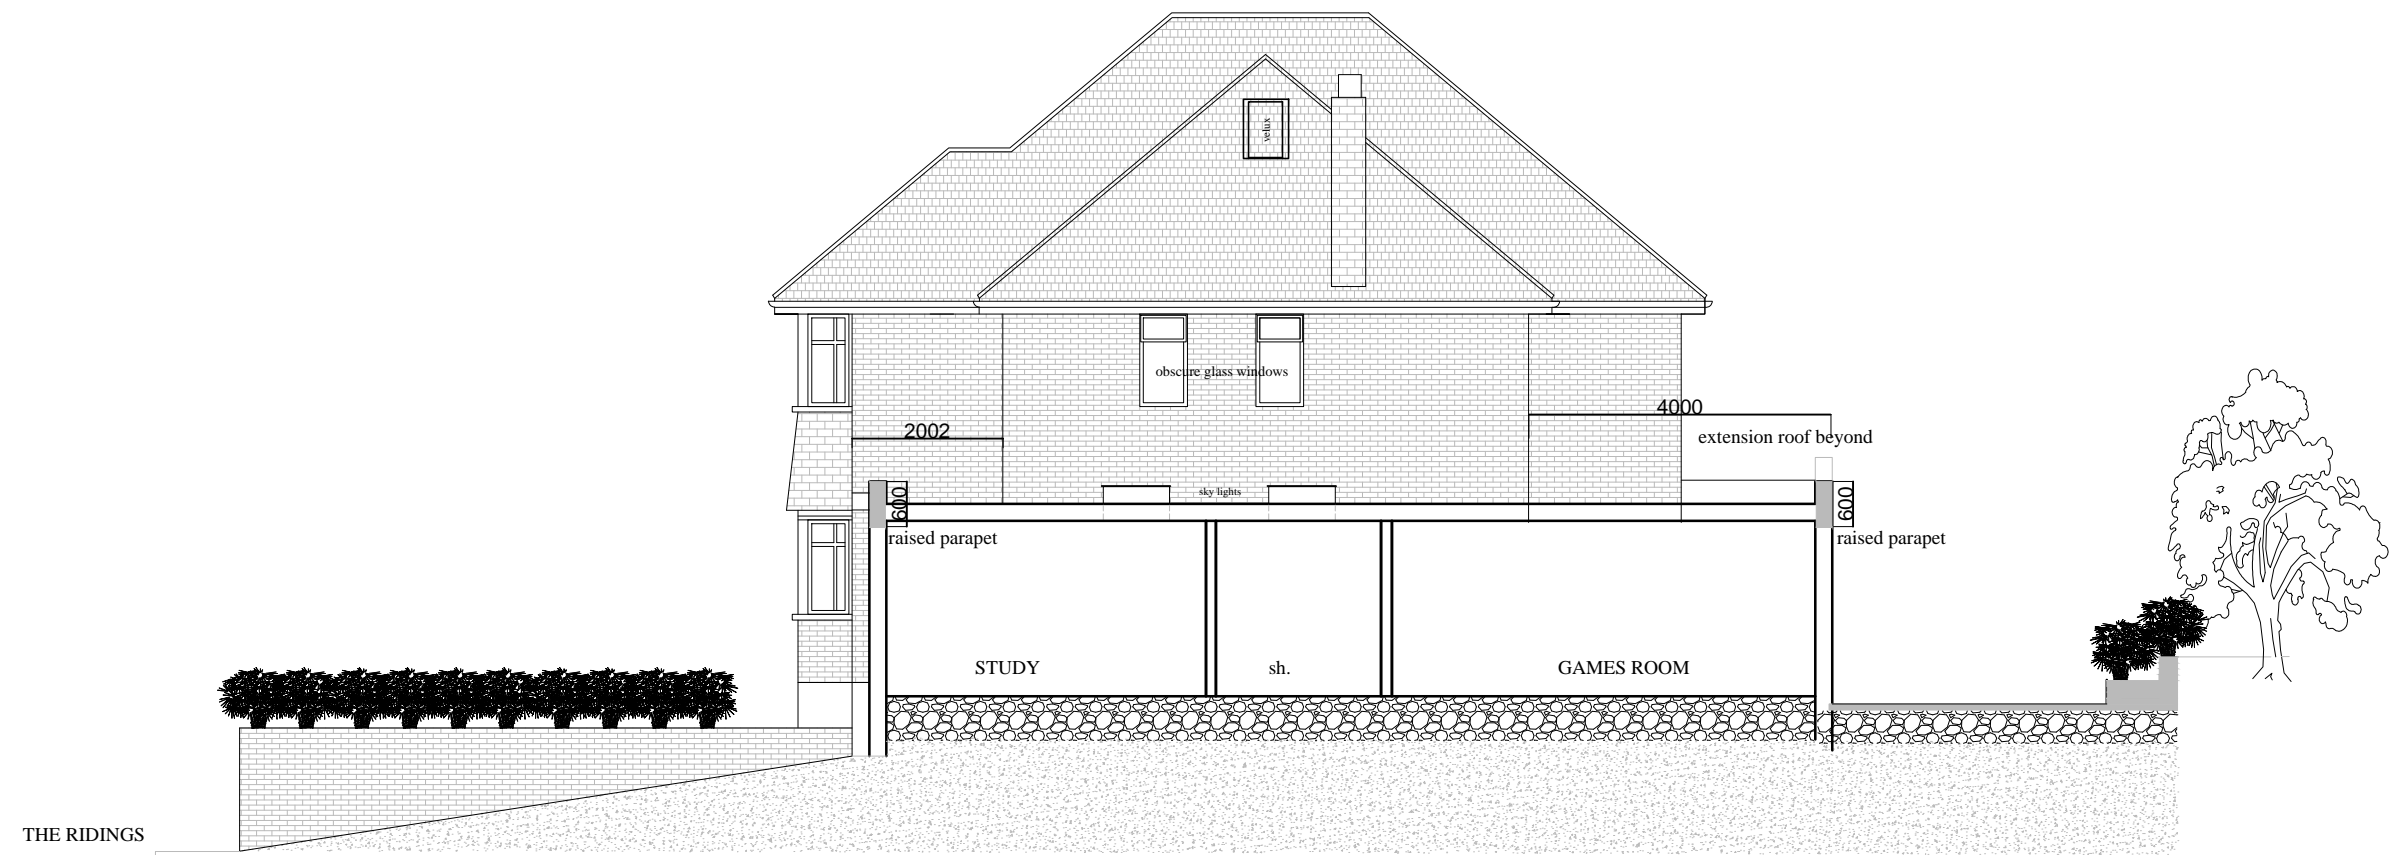 velux
obscure glass windows
4000
2002
extension roof beyond
sky lights
600
600
raised parapet
raised parapet
STUDY
sh.
GAMES ROOM
THE RIDINGS